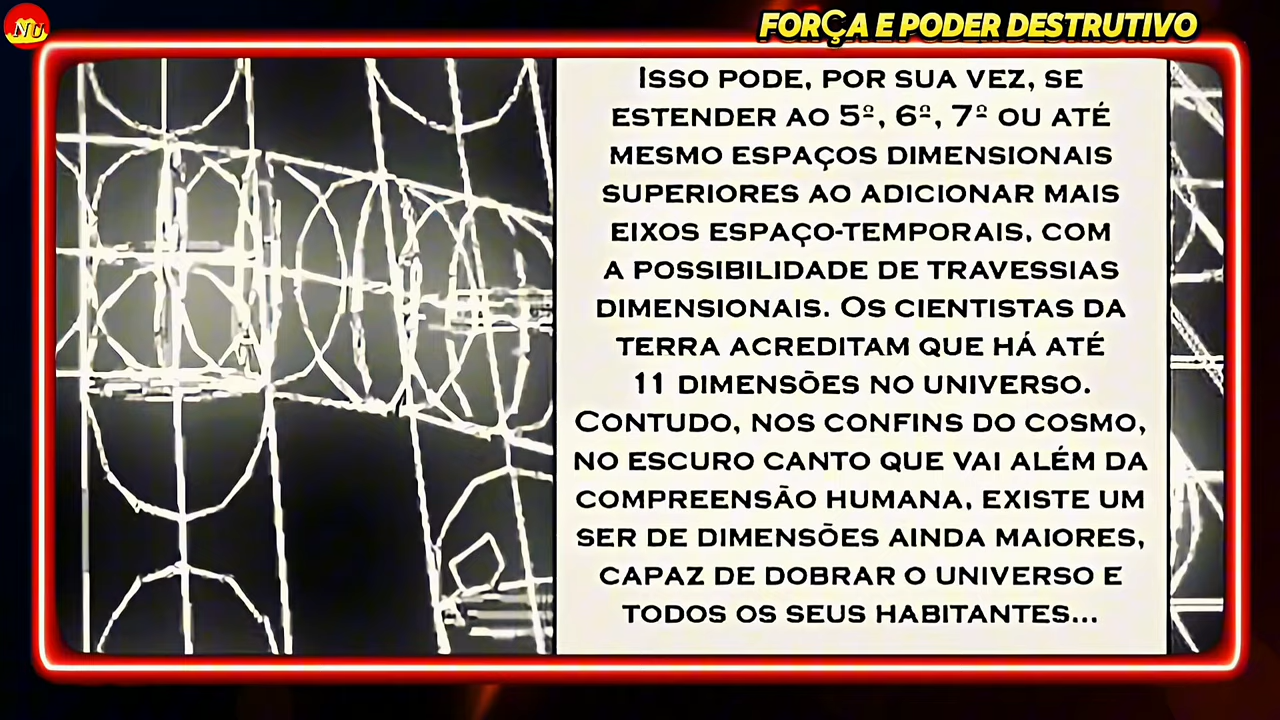 NU
FORÇA E PODER DESTRUTIVO
ISSO PODE, POR SUA VEZ, SE
ESTENDER AO 5º, 6º, 7º OU ATÉ
MESMO ESPAÇOS DIMENSIONAIS
SUPERIORES AO ADICIONAR MAIS
EIXOS ESPAÇO-TEMPORAIS, COM
A POSSIBILIDADE DE TRAVESSIAS
DIMENSIONAIS. OS CIENTISTAS DA
TERRA ACREDITAM QUE HÁ ATÉ
11 DIMENSÕES NO UNIVERSO.
CONTUDO, NOS CONFINS DO COSMO,
NO ESCURO CANTO QUE VAI ALÉM DA
COMPREENSÃO HUMANA, EXISTE UM
SER DE DIMENSÕES AINDA MAIORES,
CAPAZ DE DOBRAR O UNIVERSO E
TODOS OS SEUS HABITANTES...